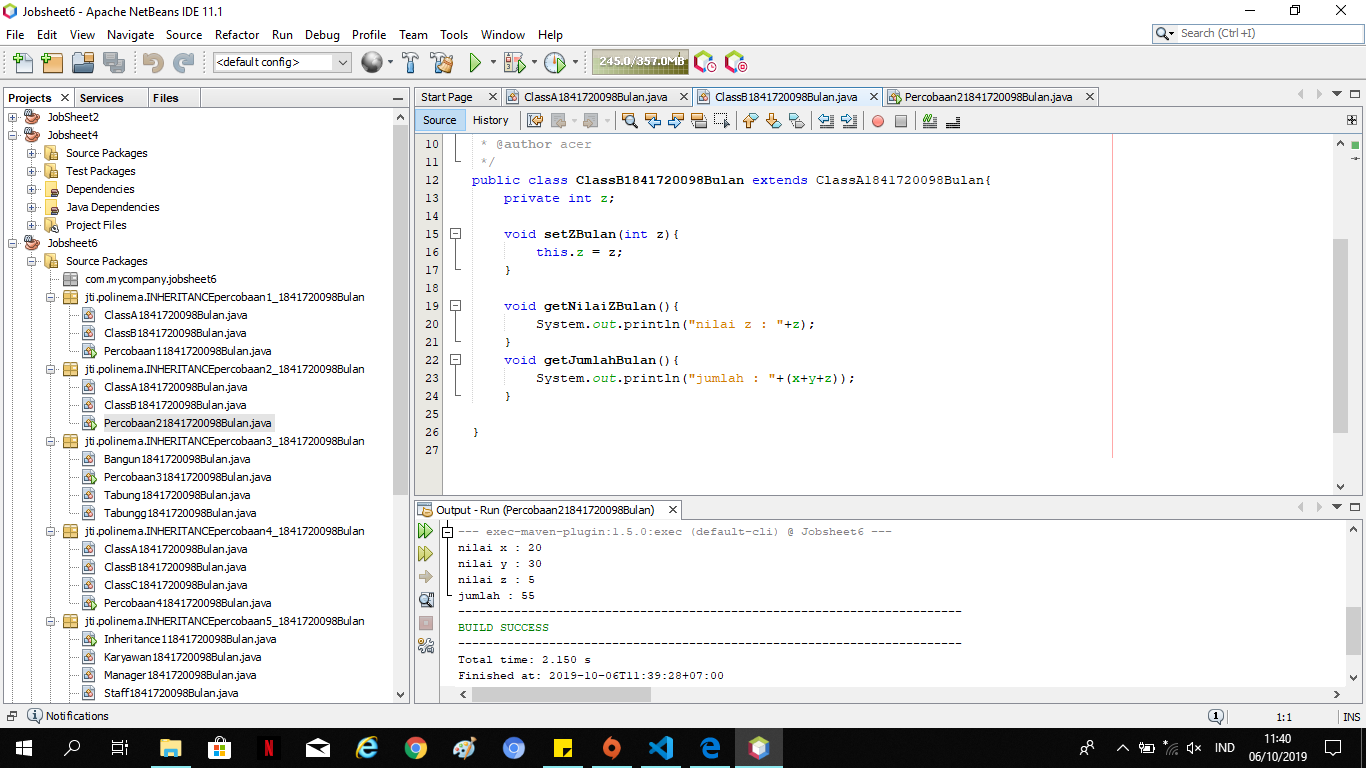 Jobsheet6 - Apache NetBeans IDE 11.1
File Edit View Navigate Source Refactor Run Debug Profile Team Tools Window Help
Search (Ctrl+I)
<default config>
245.0/357.0MB
Projects Services Files
JobSheet2
Jobsheet4
Source Packages
Test Packages
Dependencies
Java Dependencies
Project Files
Jobsheet6
Source Packages
com.mycompany.jobsheet6
jti.polinema.INHERITANCEpercobaan1_1841720098Bulan
ClassA1841720098Bulan.java
ClassB1841720098Bulan.java
Percobaan11841720098Bulan.java
jti.polinema.INHERITANCEpercobaan2_1841720098Bulan
ClassA1841720098Bulan.java
ClassB1841720098Bulan.java
Percobaan21841720098Bulan.java
jti.polinema.INHERITANCEpercobaan3_1841720098Bulan
Bangun1841720098Bulan.java
Percobaan31841720098Bulan.java
Tabung1841720098Bulan.java
Tabungg1841720098Bulan.java
jti.polinema.INHERITANCEpercobaan4_1841720098Bulan
ClassA1841720098Bulan.java
ClassB1841720098Bulan.java
ClassC1841720098Bulan.java
Percobaan41841720098Bulan.java
jti.polinema.INHERITANCEpercobaan5_1841720098Bulan
Inheritance11841720098Bulan.java
Karyawan1841720098Bulan.java
Manager1841720098Bulan.java
Staff1841720098Bulan.java
Start Page ClassA1841720098Bulan.java ClassB1841720098Bulan.java Percobaan21841720098Bulan.java
Source History
10 * @author acer
11 */
12 public class ClassB1841720098Bulan extends ClassA1841720098Bulan{
13 private int z;
14
15 void setZBulan(int z){
16 this.z = z;
17 }
18
19 void getNilaiZBulan(){
20 System.out.println("nilai z : "+z);
21 }
22 void getJumlahBulan(){
23 System.out.println("jumlah : "+(x+y+z));
24 }
25
26 }
27
Output - Run (Percobaan21841720098Bulan)
--- exec-maven-plugin:1.5.0:exec (default-cli) @ Jobsheet6 ---
nilai x : 20
nilai y : 30
nilai z : 5
jumlah : 55
------------------------------------------------------------------------
BUILD SUCCESS
------------------------------------------------------------------------
Total time: 2.150 s
Finished at: 2019-10-06T11:39:28+07:00
Notifications
1:1 INS
IND
11:40
06/10/2019